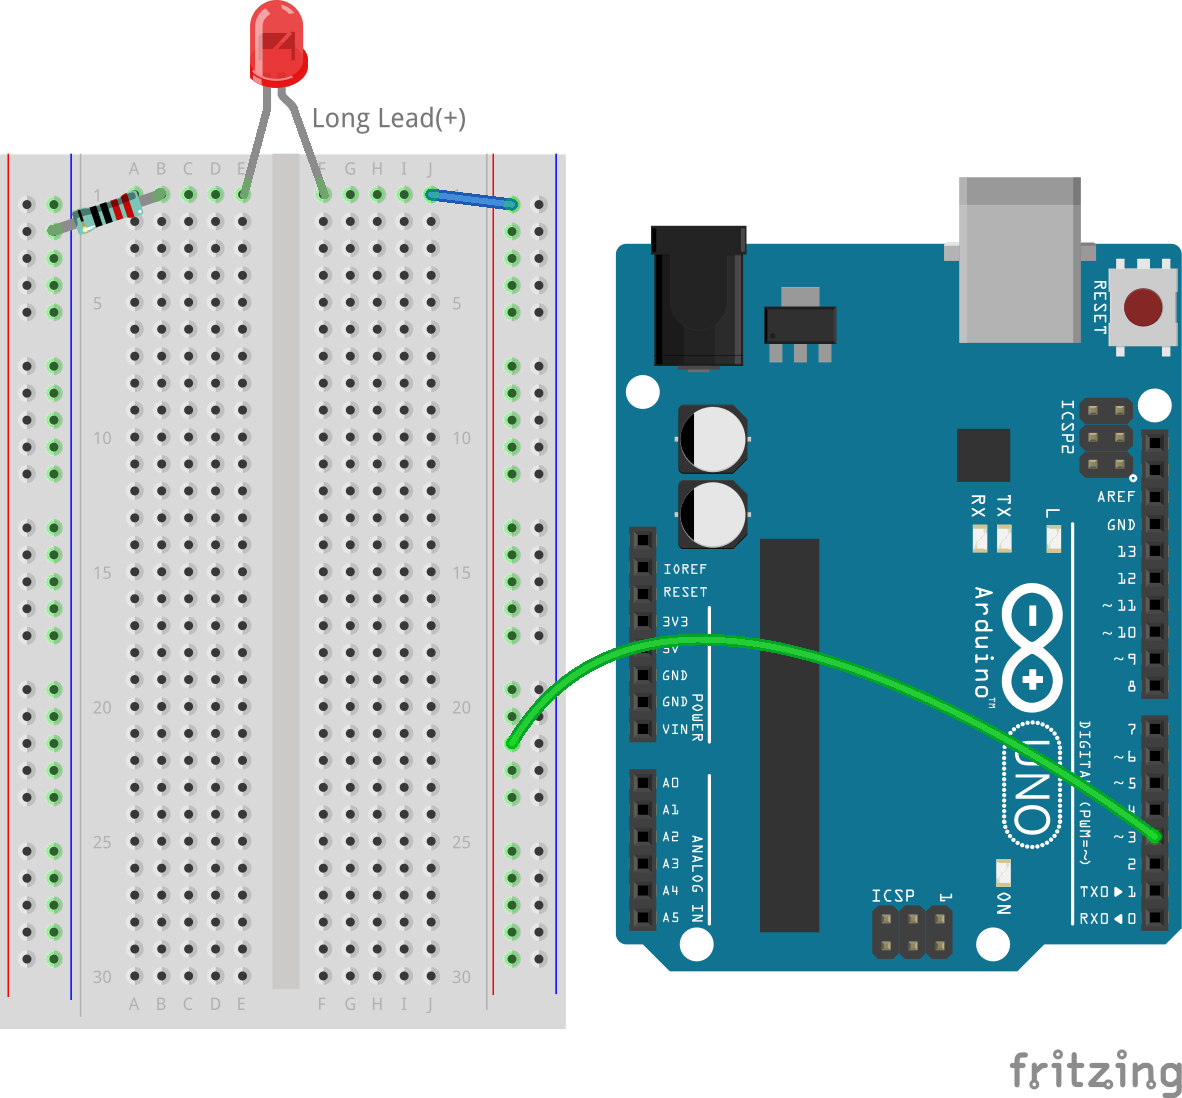 Long Lead(+)
A B C D E F G H I J
1
5 5
10 10
15 15
20 20
25 25
30 30
A B C D E F G H I J
RESET
ICSP2
AREF
GND
13
12
~11
~10
~9
8
7
~6
~5
4
~3
2
TX0▶1
RX0◀0
RX
TX
L
IOREF
RESET
3V3
5V
GND
GND
VIN
POWER
A0
A1
A2
A3
A4
A5
ANALOG IN
Arduino™
UNO
DIGITAL (PWM=~)
ON
ICSP
1
fritzing